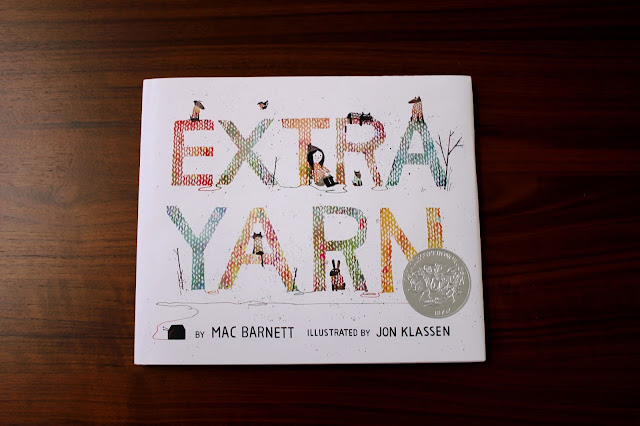 EXTRA
YARN
BY MAC BARNETT ILLUSTRATED BY JON KLASSEN